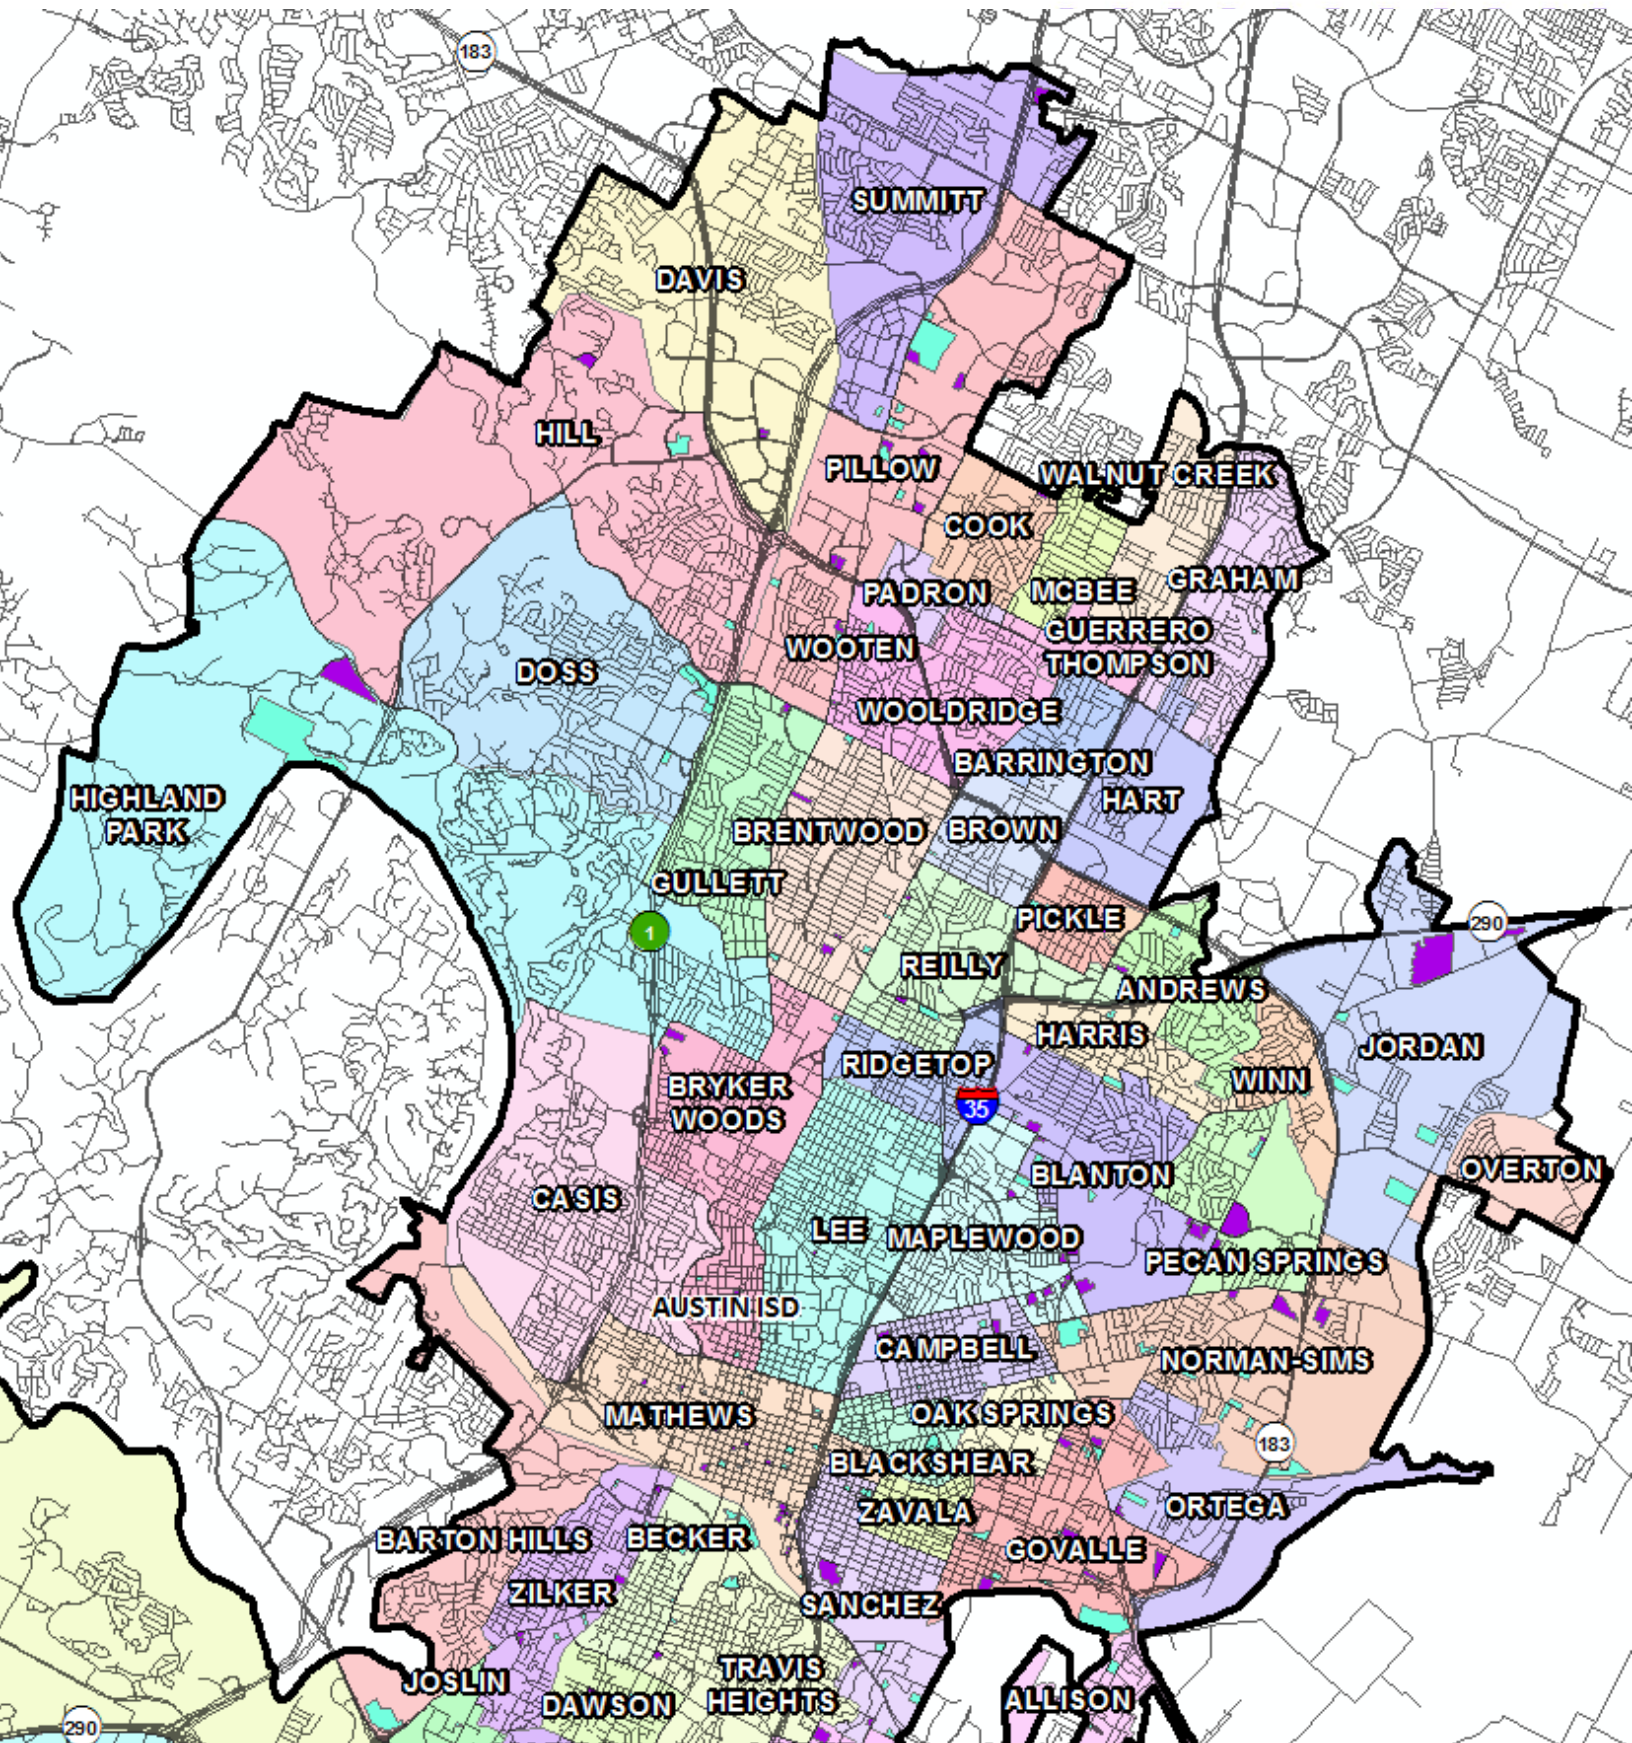 183
SUMMITT
DAVIS
HILL
PILLOW
WALNUT CREEK
COOK
PADRON
MCBEE
GRAHAM
GUERRERO
THOMPSON
WOOTEN
DOSS
WOOLDRIDGE
BARRINGTON
HART
HIGHLAND
PARK
BRENTWOOD
BROWN
GULLETT
1
PICKLE
290
REILLY
ANDREWS
HARRIS
JORDAN
RIDGETOP
WINN
BRYKER
WOODS
35
BLANTON
OVERTON
CASIS
LEE
MAPLEWOOD
PECAN SPRINGS
AUSTIN ISD
CAMPBELL
NORMAN-SIMS
MATHEWS
OAK SPRINGS
183
BLACKSHEAR
ZAVALA
ORTEGA
BARTON HILLS
BECKER
GOVALLE
ZILKER
SANCHEZ
JOSLIN
TRAVIS
HEIGHTS
DAWSON
ALLISON
290